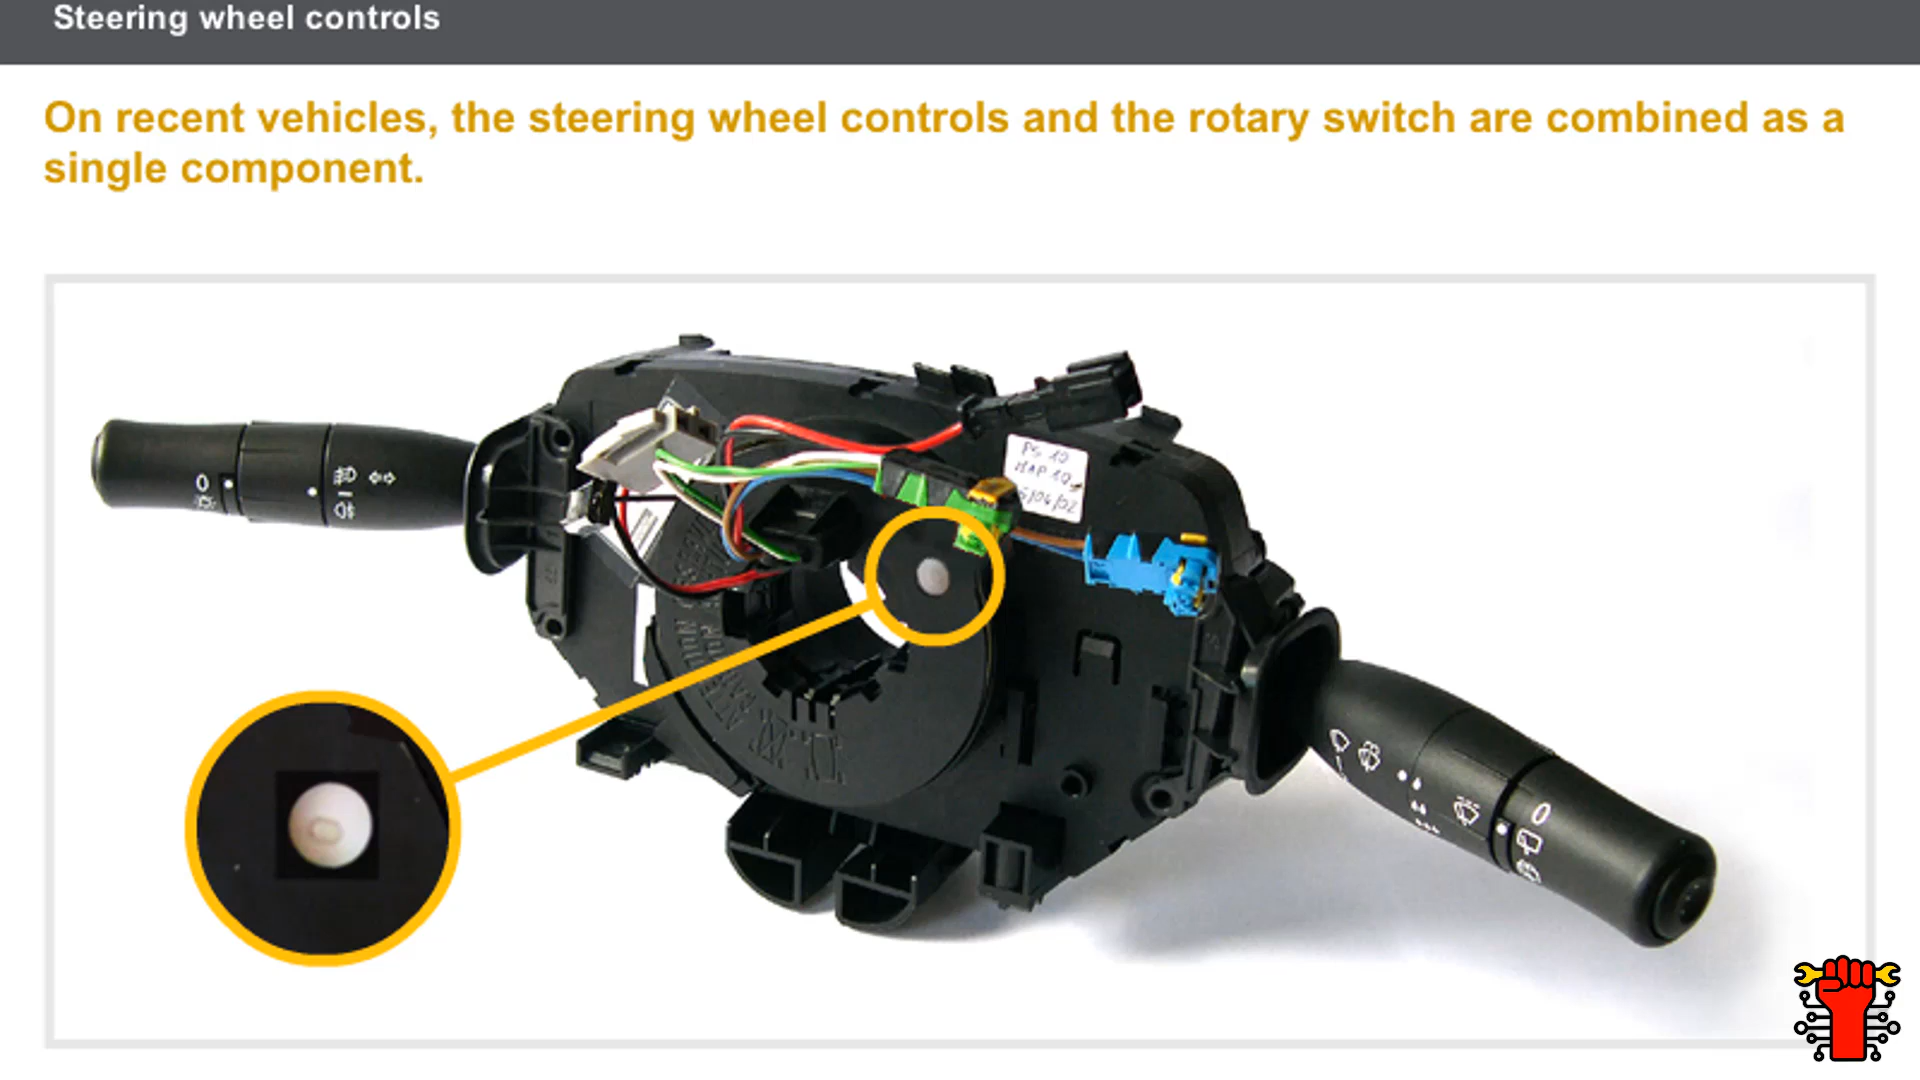 Steering wheel controls
On recent vehicles, the steering wheel controls and the rotary switch are combined as a
single component.
O
O